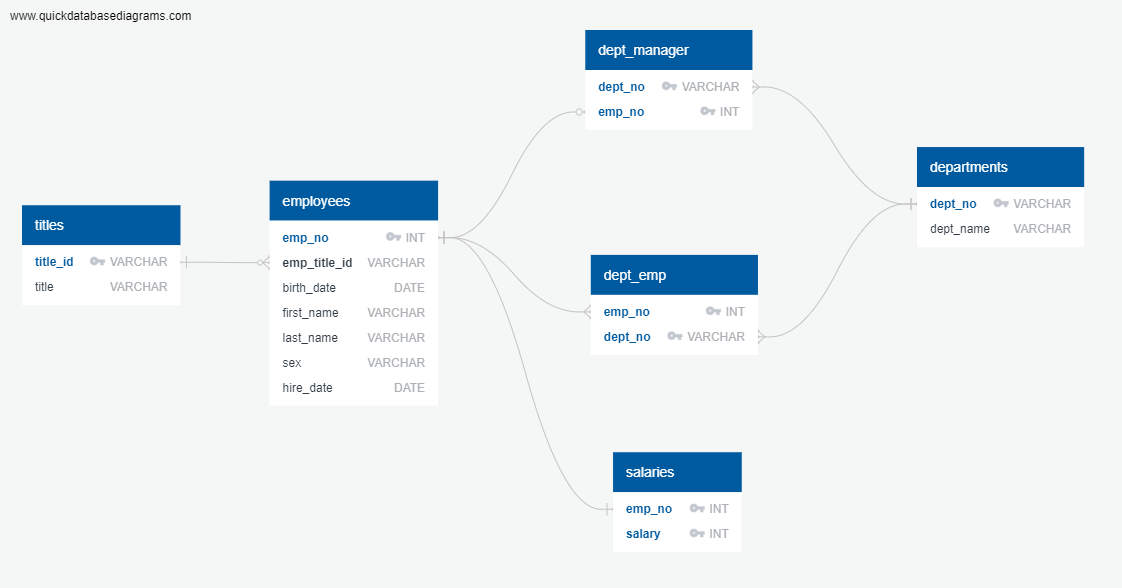 www.quickdatabasediagrams.com
titles
title_id VARCHAR
title VARCHAR
employees
emp_no INT
emp_title_id VARCHAR
birth_date DATE
first_name VARCHAR
last_name VARCHAR
sex VARCHAR
hire_date DATE
dept_manager
dept_no VARCHAR
emp_no INT
dept_emp
emp_no INT
dept_no VARCHAR
salaries
emp_no INT
salary INT
departments
dept_no VARCHAR
dept_name VARCHAR